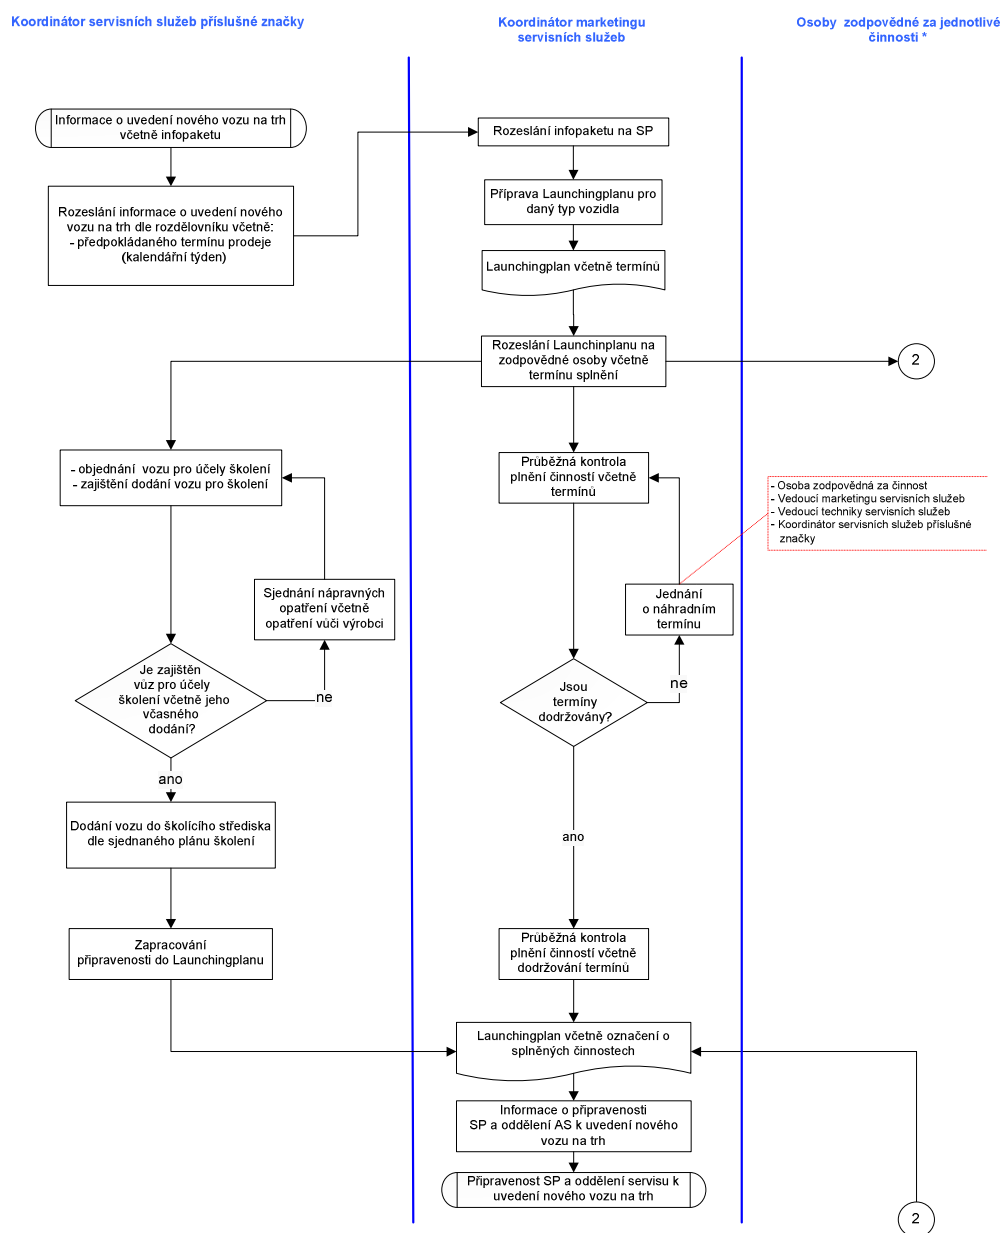 Koordinátor servisních služeb příslušné značky
Koordinátor marketingu
servisních služeb
Osoby  zodpovědné za jednotlivé
činnosti *
Informace o uvedení nového vozu na trh
včetně infopaketu
Rozeslání infopaketu na SP
Rozeslání informace o uvedení nového
vozu na trh dle rozdělovníku včetně:
- předpokládaného termínu prodeje
(kalendářní týden)
Příprava Launchingplanu pro
daný typ vozidla
Launchingplan včetně termínů
Rozeslání Launchinplanu na
zodpovědné osoby včetně
termínu splnění
2
- objednání  vozu pro účely školení
- zajištění dodání vozu pro školení
Průběžná kontrola
plnění činností včetně
termínů
- Osoba zodpovědná za činnost
- Vedoucí marketingu servisních služeb
- Vedoucí techniky servisních služeb
- Koordinátor servisních služeb příslušné
značky
Sjednání nápravných
opatření včetně
opatření vůči výrobci
Jednání
o náhradním
termínu
Je zajištěn
vůz pro účely
školení včetně jeho
včasného
dodání?
ne
Jsou
termíny
dodržovány?
ne
ano
Dodání vozu do školícího střediska
dle sjednaného plánu školení
ano
Zapracování
připravenosti do Launchingplanu
Průběžná kontrola
plnění činností včetně
dodržování termínů
Launchingplan včetně označení o
splněných činnostech
Informace o připravenosti
SP a oddělení AS k uvedení nového
vozu na trh
Připravenost SP a oddělení servisu k
uvedení nového vozu na trh
2